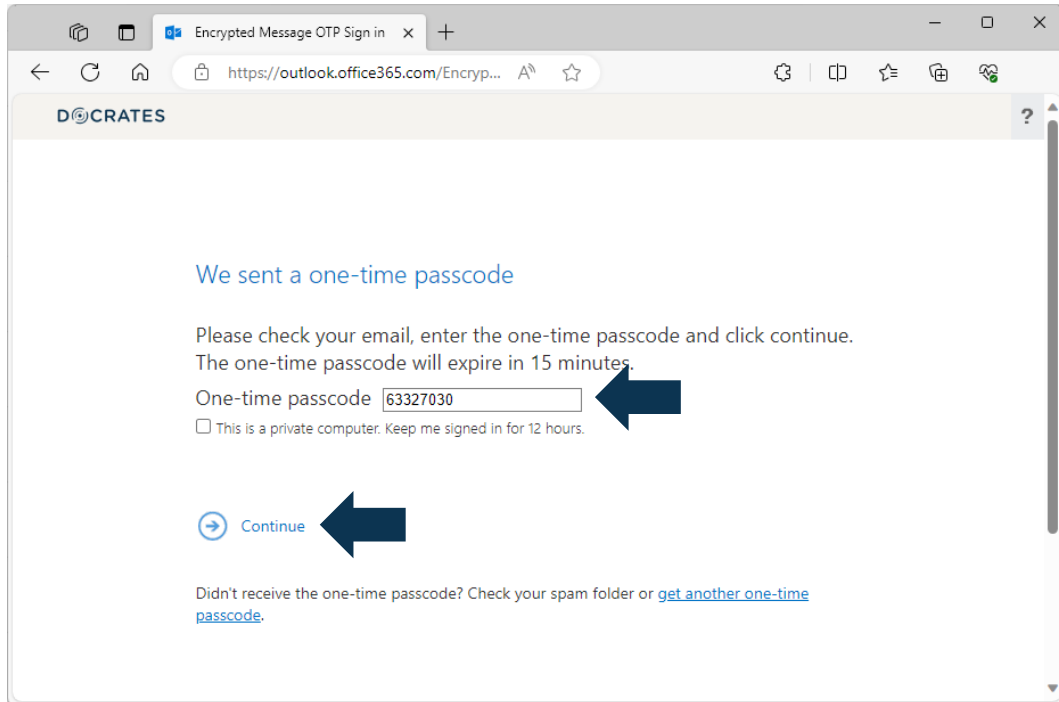 Encrypted Message OTP Sign in
https://outlook.office365.com/Encryp...
DOCRATES
?
We sent a one-time passcode
Please check your email, enter the one-time passcode and click continue.
The one-time passcode will expire in 15 minutes.
One-time passcode 63327030
This is a private computer. Keep me signed in for 12 hours.
Continue
Didn't receive the one-time passcode? Check your spam folder or get another one-time
passcode.